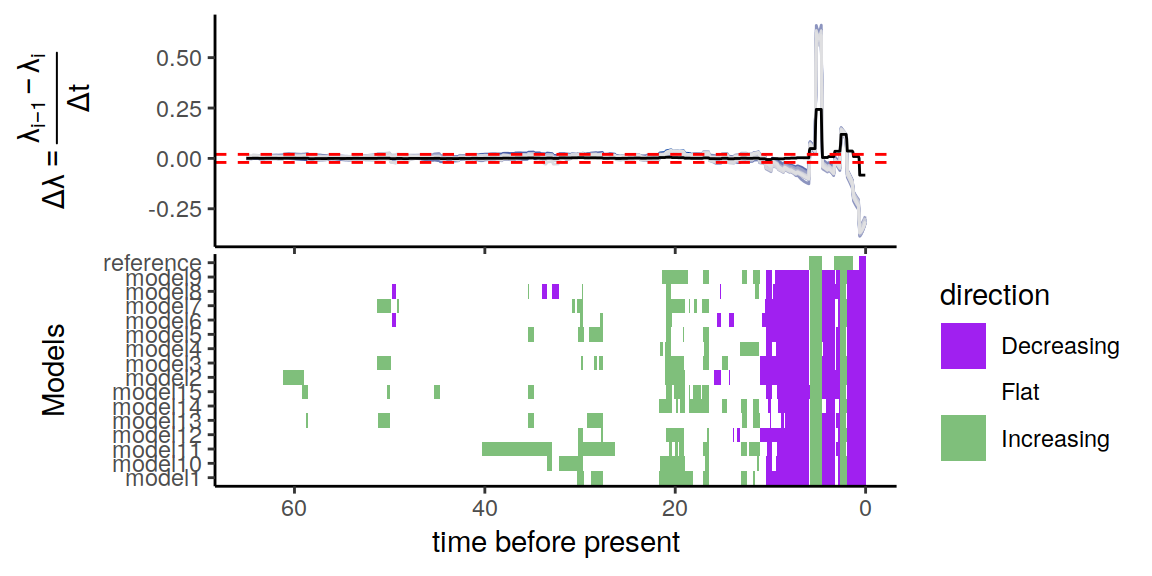 Δλ = λi−1 − λi
Δt
0.50
0.25
0.00
-0.25
Models
reference
model9
model8
model7
model6
model5
model4
model3
model2
model15
model14
model13
model12
model11
model10
model1
60
40
20
0
time before present
direction
Decreasing
Flat
Increasing